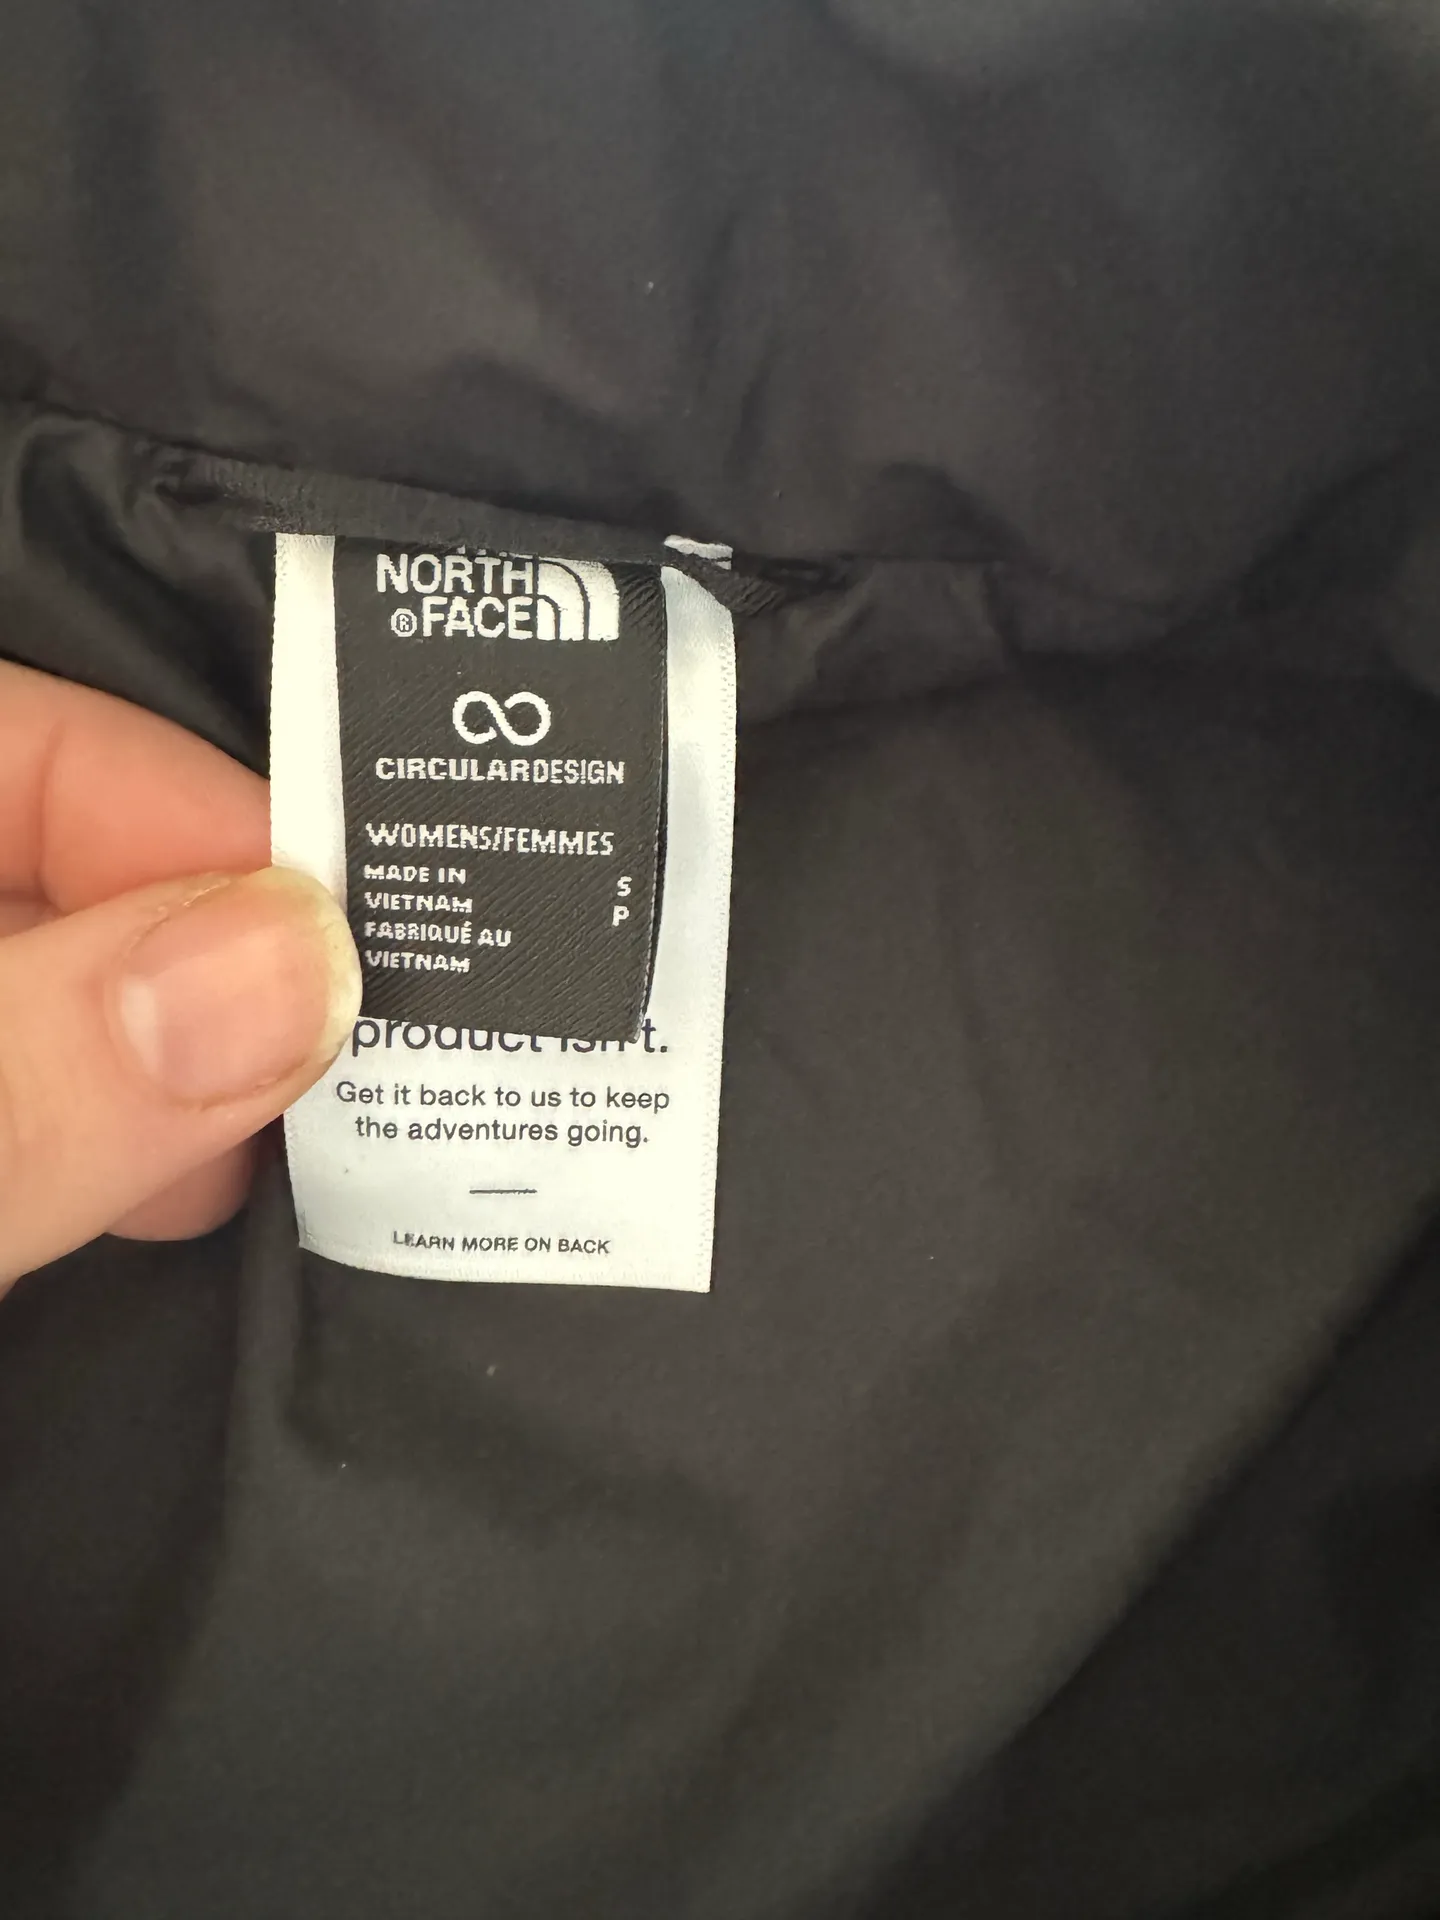 NORTH
® FACE
CIRCULARDESIGN
WOMENS/FEMMES
MADE IN
VIETNAM
FABRIQUÉ AU
VIETNAM
S
P
product isn't.
Get it back to us to keep
the adventures going.
LEARN MORE ON BACK